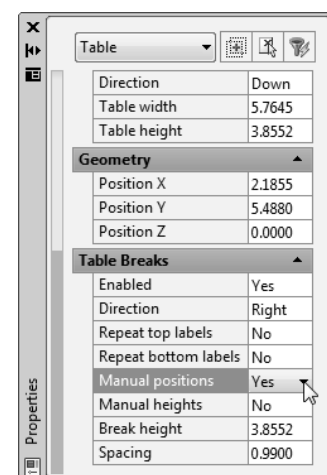 Table
Direction Down
Table width 5.7645
Table height 3.8552
Geometry
Position X 2.1855
Position Y 5.4880
Position Z 0.0000
Table Breaks
Enabled Yes
Direction Right
Repeat top labels No
Repeat bottom labels No
Manual positions Yes
Manual heights No
Break height 3.8552
Spacing 0.9900
Properties